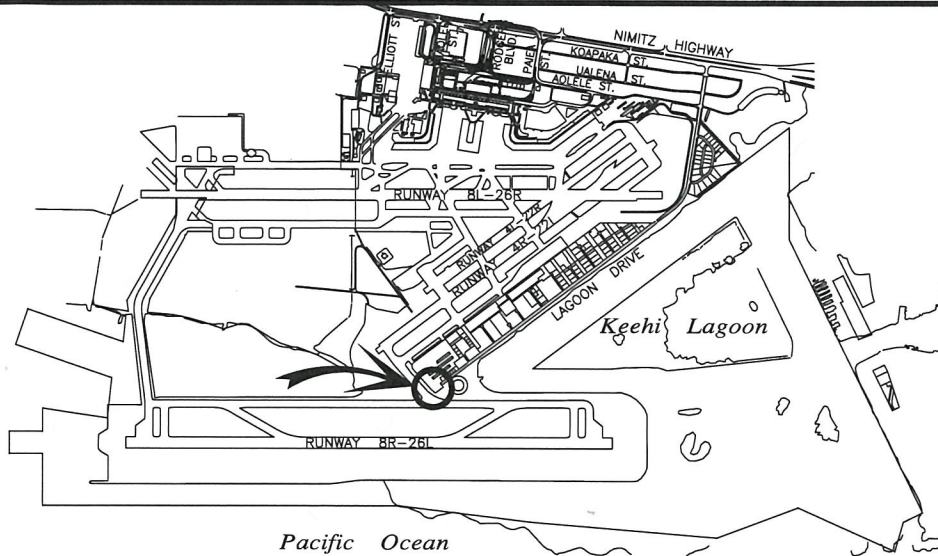 NIMITZ HIGHWAY
ELLIOTT ST.
ST.
RODGERS
BLVD
PAIEA
ST.
KOAPAKA ST.
UALENA ST.
AOLELE ST.
RUNWAY 8L-26R
RUNWAY 4L-22R
RUNWAY 4R-22L
LAGOON DRIVE
Keehi Lagoon
RUNWAY 8R-26L
Pacific Ocean